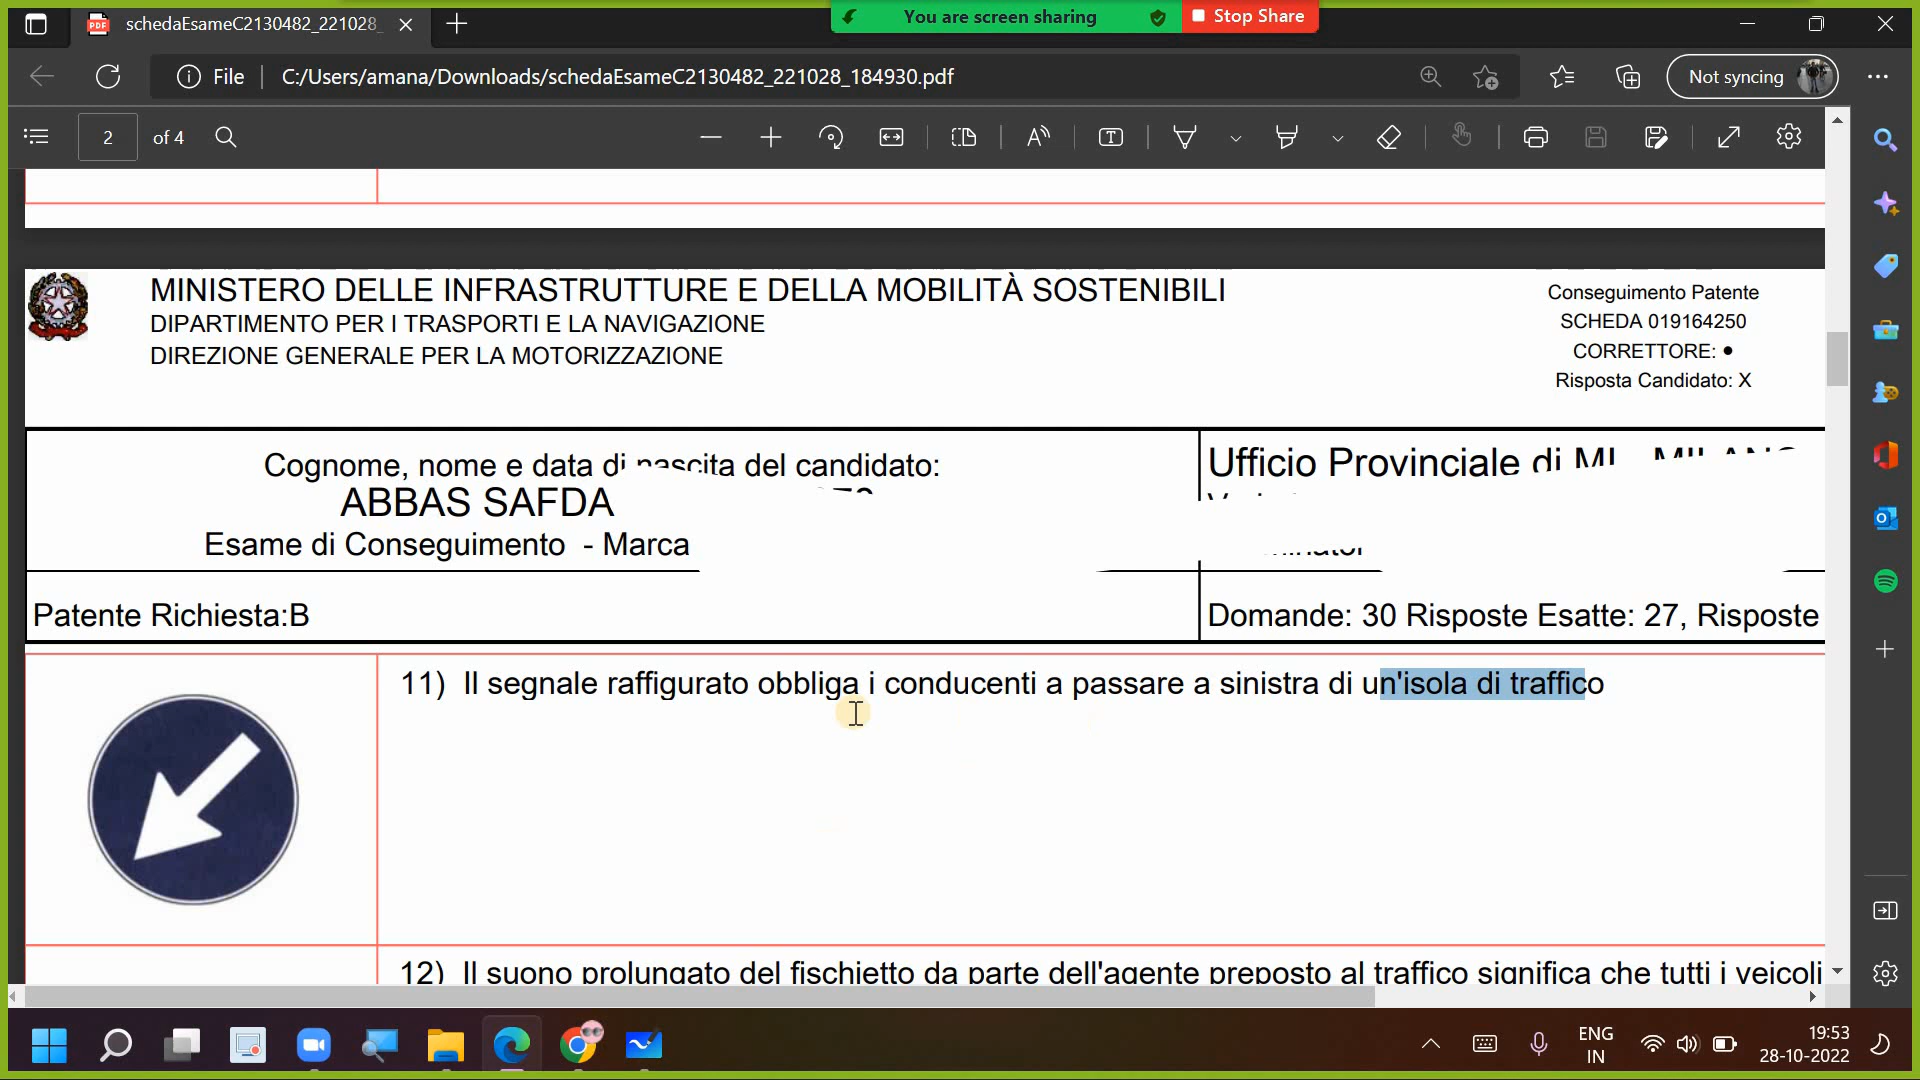 You are screen sharing
Stop Share
PDF
schedaEsameC2130482_221028_
File
C:/Users/amana/Downloads/schedaEsameC2130482_221028_184930.pdf
Not syncing
2 of 4
MINISTERO DELLE INFRASTRUTTURE E DELLA MOBILITÀ SOSTENIBILI
DIPARTIMENTO PER I TRASPORTI E LA NAVIGAZIONE
DIREZIONE GENERALE PER LA MOTORIZZAZIONE
Conseguimento Patente
SCHEDA 019164250
CORRETTORE: ●
Risposta Candidato: X
Cognome, nome e data di nascita del candidato:
ABBAS SAFDA
Esame di Conseguimento - Marca
Ufficio Provinciale di MI MILANO
Patente Richiesta:B
Domande: 30 Risposte Esatte: 27, Risposte
11) Il segnale raffigurato obbliga i conducenti a passare a sinistra di un'isola di traffico
12) Il suono prolungato del fischietto da parte dell'agente preposto al traffico significa che tutti i veicoli
ENG
IN
19:53
28-10-2022